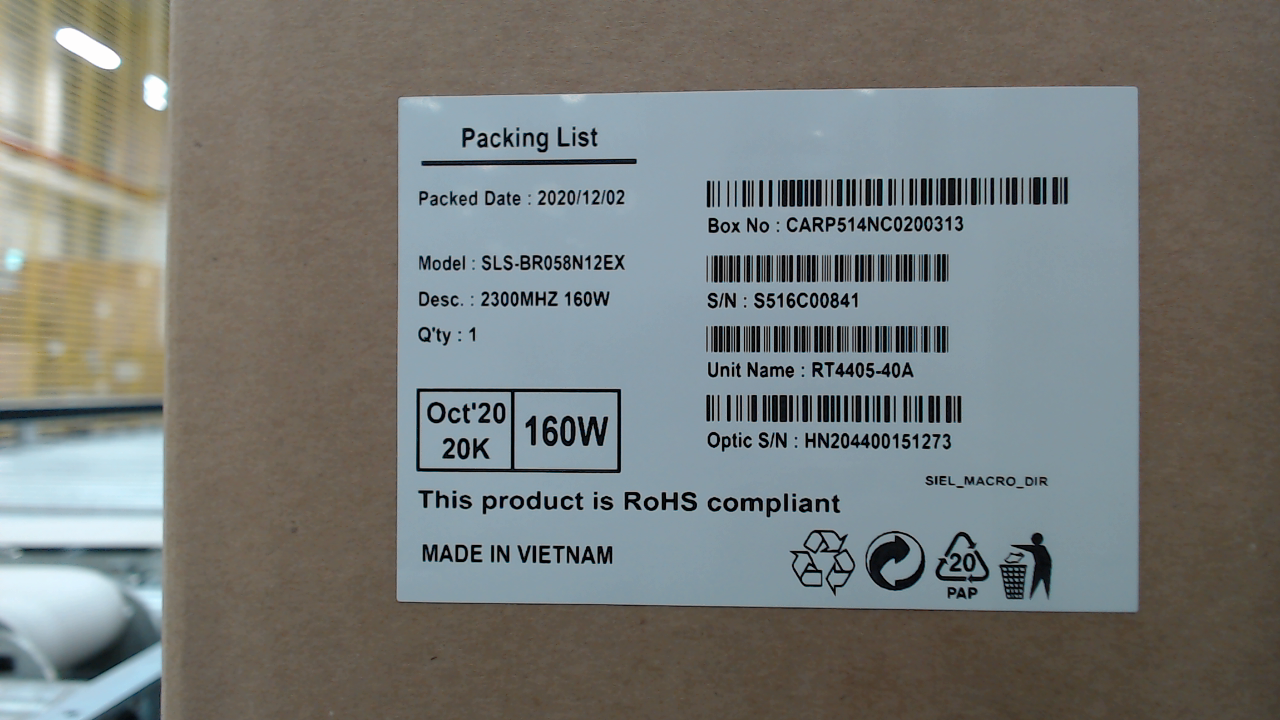 Packing List
Packed Date : 2020/12/02
Model : SLS-BR058N12EX
Desc. : 2300MHZ 160W
Q'ty : 1
Box No : CARP514NC0200313
S/N : S516C00841
Unit Name : RT4405-40A
Optic S/N : HN204400151273
Oct'20
20K
160W
SIEL_MACRO_DIR
This product is RoHS compliant
MADE IN VIETNAM
20
PAP